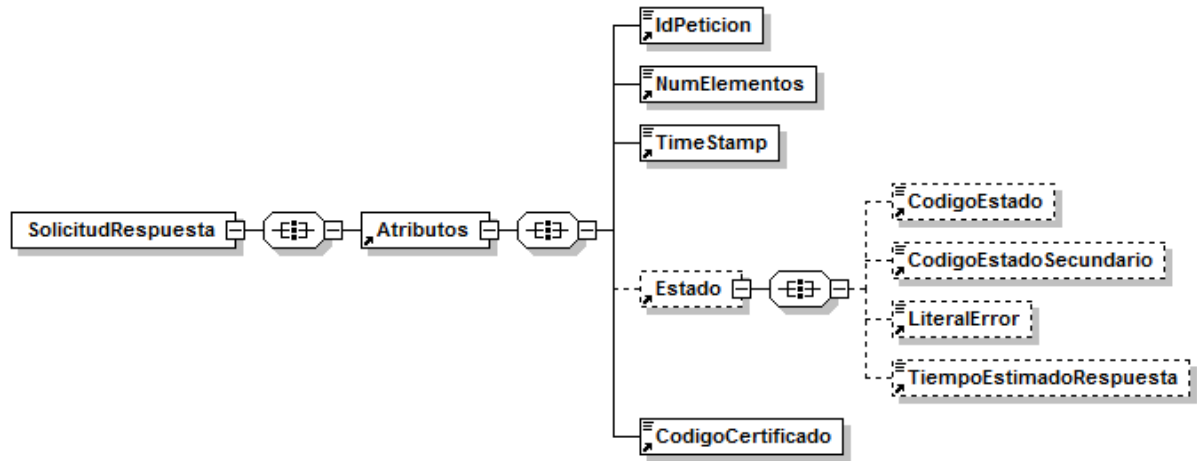 IdPeticion
NumElementos
TimeStamp
SolicitudRespuesta
Atributos
Estado
CodigoEstado
CodigoEstadoSecundario
LiteralError
TiempoEstimadoRespuesta
CodigoCertificado